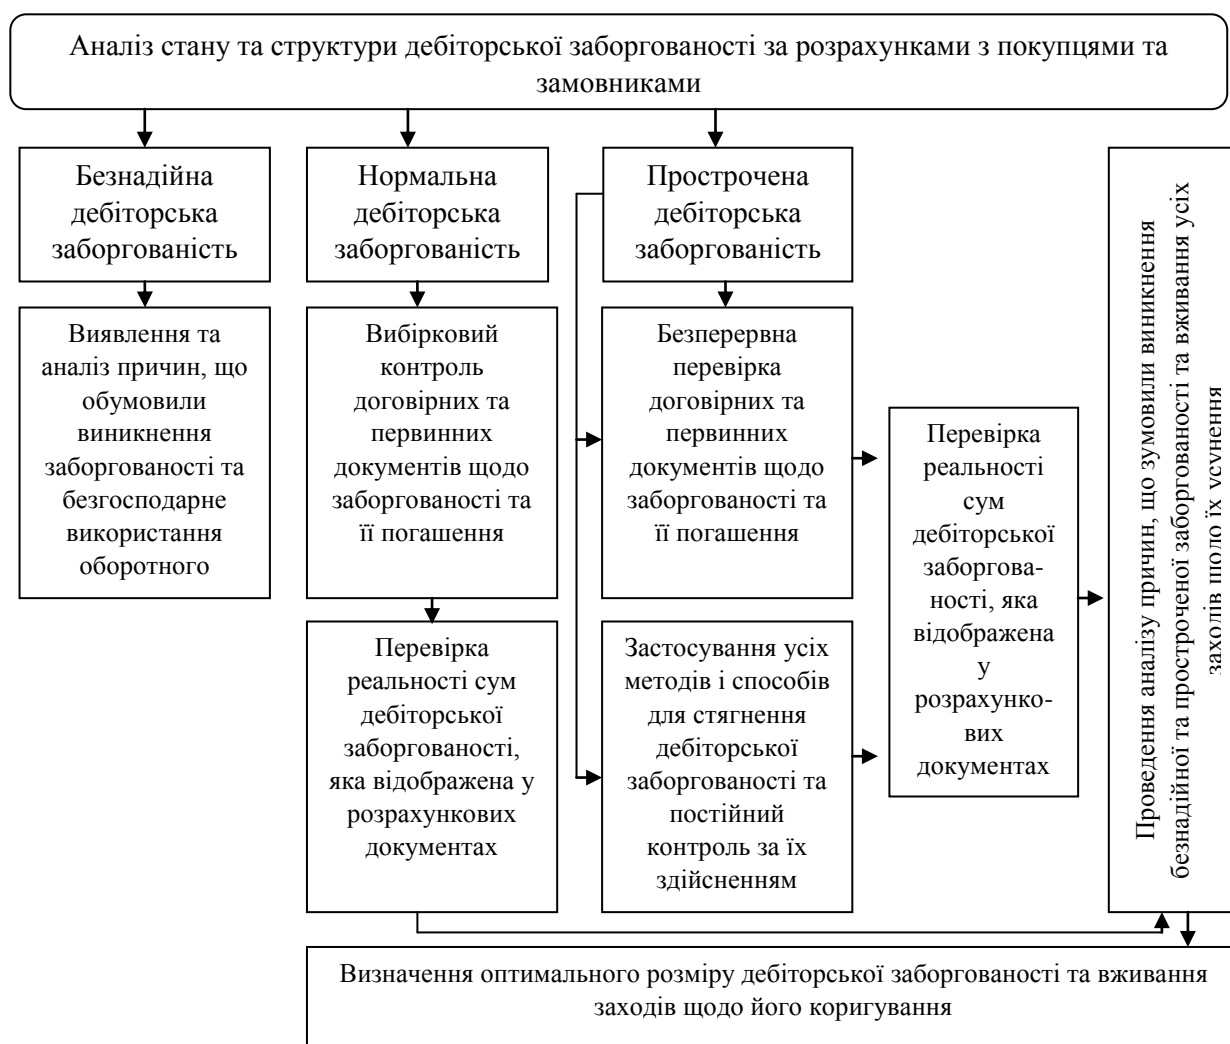 Аналіз стану та структури дебіторської заборгованості за розрахунками з покупцями та
замовниками
Безнадійна
дебіторська
заборгованість
Нормальна
дебіторська
заборгованість
Прострочена
дебіторська
заборгованість
Виявлення та
аналіз причин, що
обумовили
виникнення
заборгованості та
безгосподарне
використання
оборотного
Вибірковий
контроль
договірних та
первинних
документів щодо
заборгованості та
її погашення
Безперервна
перевірка
договірних та
первинних
документів щодо
заборгованості та
її погашення
Перевірка
реальності сум
дебіторської
заборгованості,
яка відображена у
розрахункових
документах
Застосування усіх
методів і способів
для стягнення
дебіторської
заборгованості та
постійний
контроль за їх
здійсненням
Перевірка
реальності
сум
дебіторської
заборгова-
ності, яка
відображена
у
розрахунко-
вих
документах
Проведення аналізу причин, що зумовили виникнення
безнадійної та простроченої заборгованості та вживання усіх
заходів щодо їх усунення
Визначення оптимального розміру дебіторської заборгованості та вживання
заходів щодо його коригування